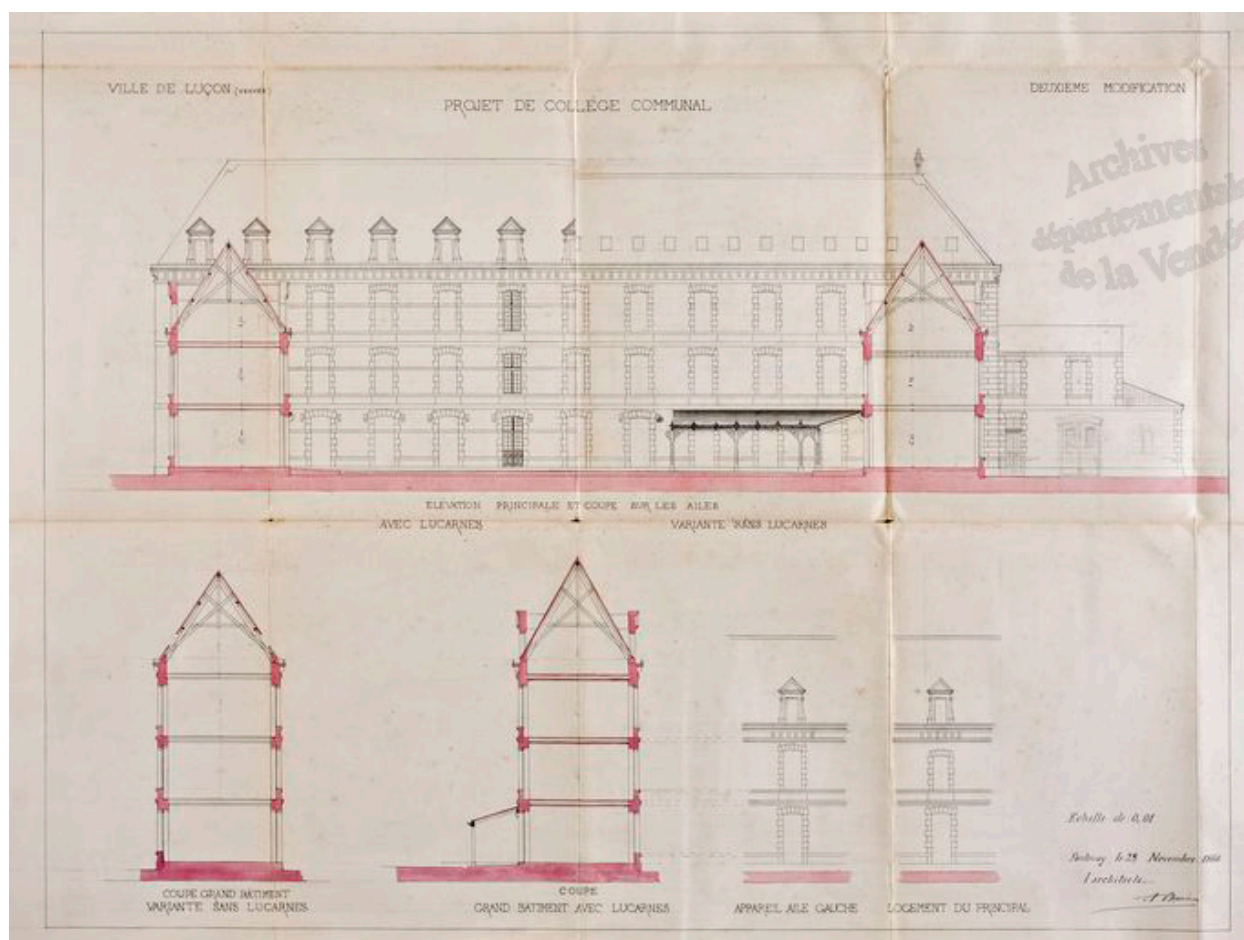 VILLE DE LUÇON (VENDÉE)
DEUXIEME MODIFICATION
PROJET DE COLLÈGE COMMUNAL
Archives
départementales
de la Vendée
ELEVATION PRINCIPALE ET COUPE SUR LES AILES
AVEC LUCARNES
VARIANTE SANS LUCARNES
COUPE GRAND BATIMENT
VARIANTE SANS LUCARNES
COUPE
GRAND BATIMENT AVEC LUCARNES
APPAREIL AILE GAUCHE
LOGEMENT DU PRINCIPAL
Echelle de 0,01
le 28 Novembre
l'architecte